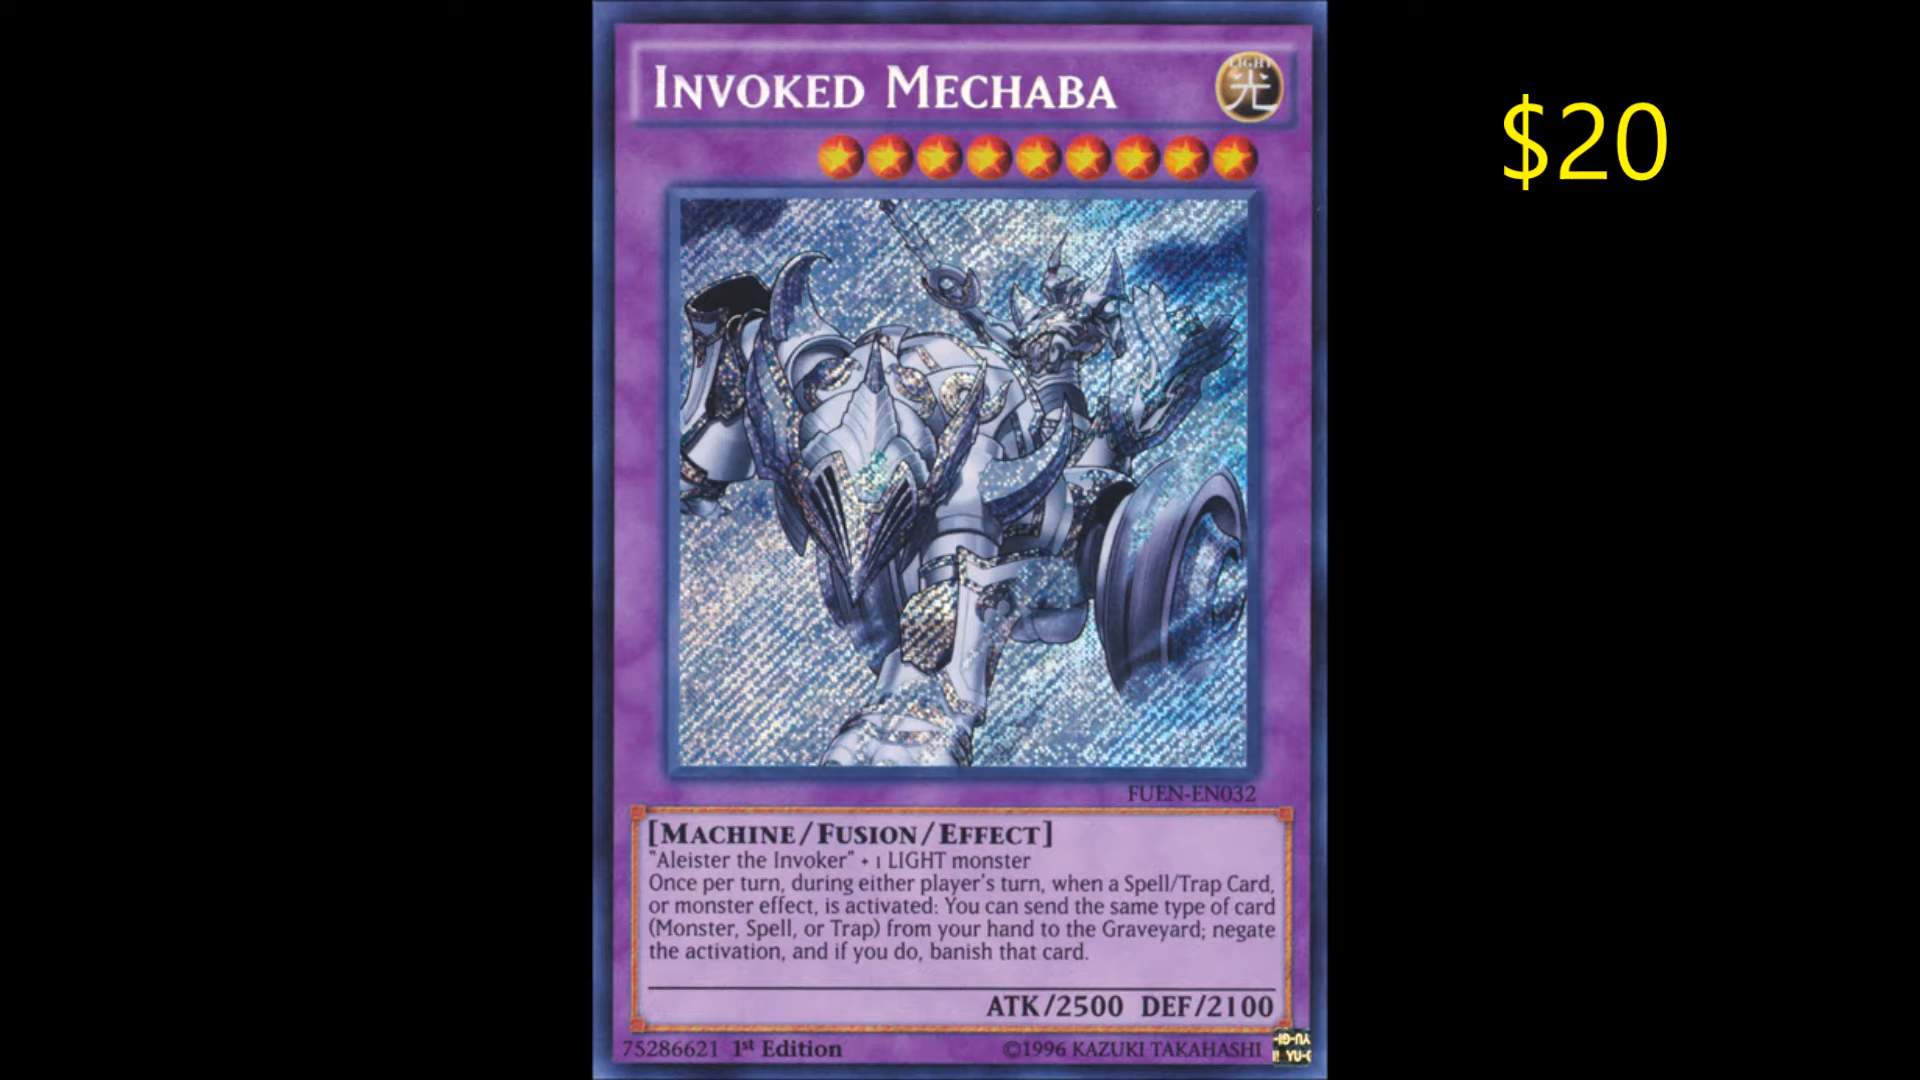 INVOKED MECHABA
LIGHT
光
$20
FUEN-EN032
[MACHINE/FUSION/EFFECT]
"Aleister the Invoker" + 1 LIGHT monster
Once per turn, during either player's turn, when a Spell/Trap Card,
or monster effect, is activated: You can send the same type of card
(Monster, Spell, or Trap) from your hand to the Graveyard; negate
the activation, and if you do, banish that card.
ATK/2500 DEF/2100
75286621 1st Edition
©1996 KAZUKI TAKAHASHI